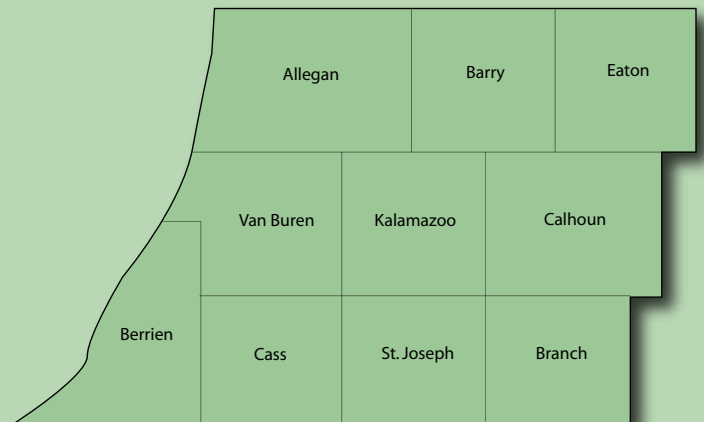 Allegan
Barry
Eaton
Van Buren
Kalamazoo
Calhoun
Berrien
Cass
St. Joseph
Branch